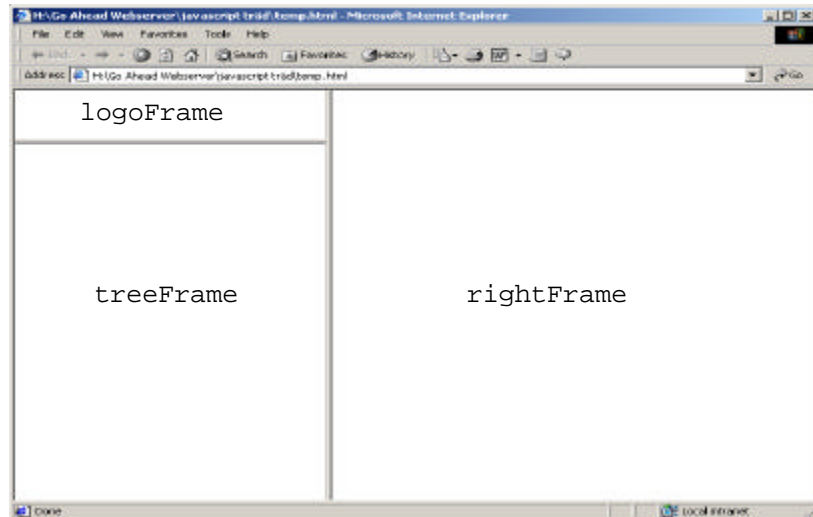 H:\Go Ahead Webserver\javascript träd\temp.html - Microsoft Internet Explorer
File Edit View Favorites Tools Help
Search Favorites History
Address H:\Go Ahead Webserver\javascript träd\temp.html Go
logoFrame
treeFrame
rightFrame
Done
Local intranet